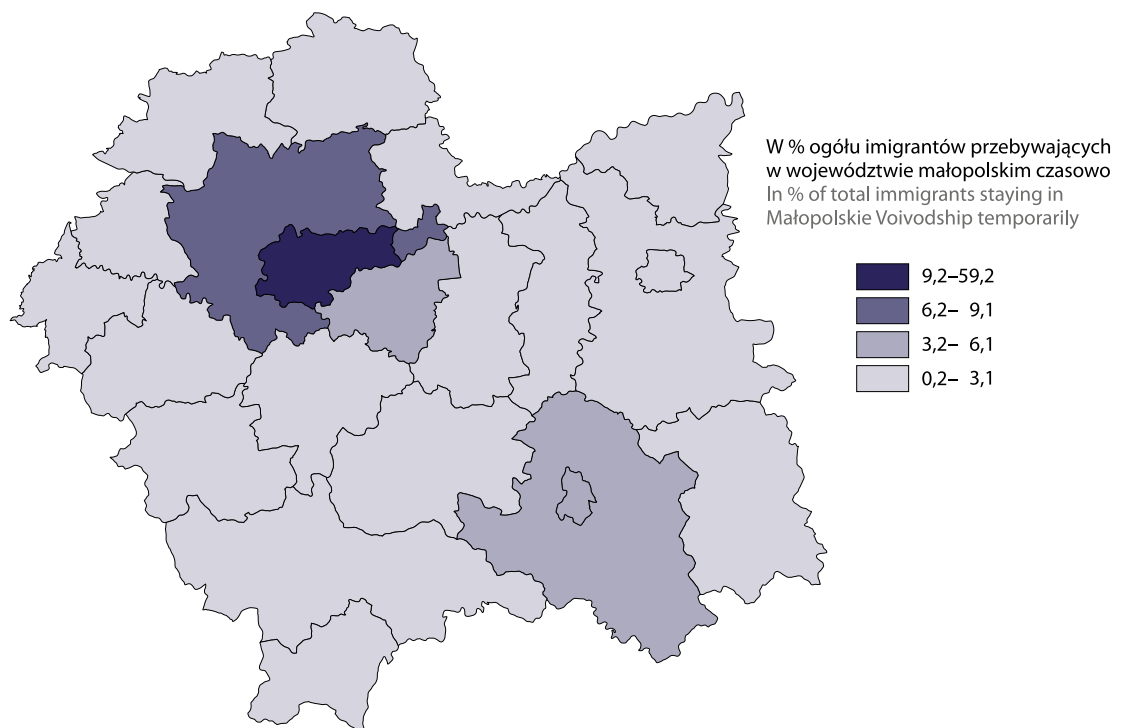 W % ogółu imigrantów przebywających
w województwie małopolskim czasowo
In % of total immigrants staying in
Małopolskie Voivodship temporarily
9,2–59,2
6,2– 9,1
3,2– 6,1
0,2– 3,1